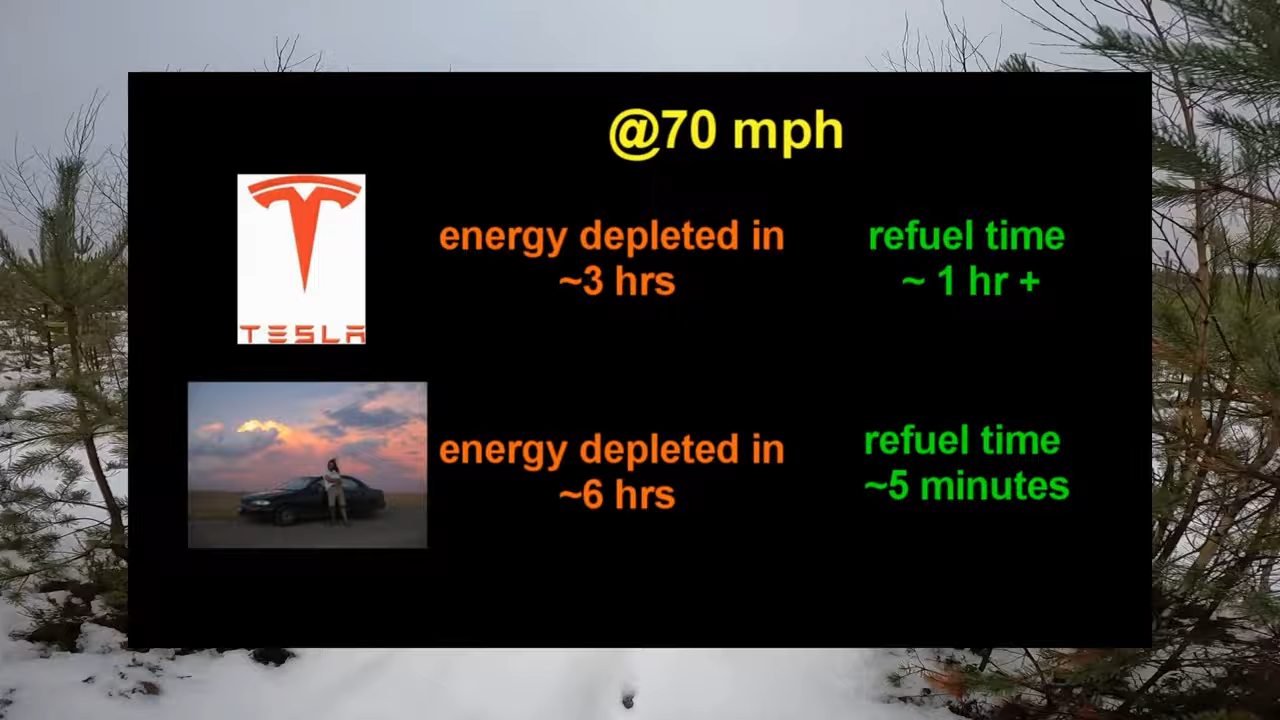 @70 mph
energy depleted in
~3 hrs
refuel time
~ 1 hr +
TESLA
energy depleted in
~6 hrs
refuel time
~5 minutes